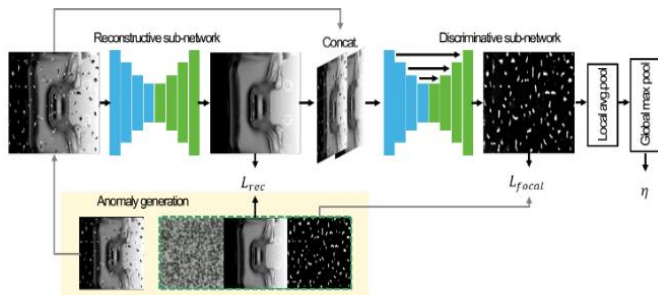 Reconstructive sub-network
Concat.
Discriminative sub-network
Local avg.pool
Global max pool
L_rec
L_focal
η
Anomaly generation